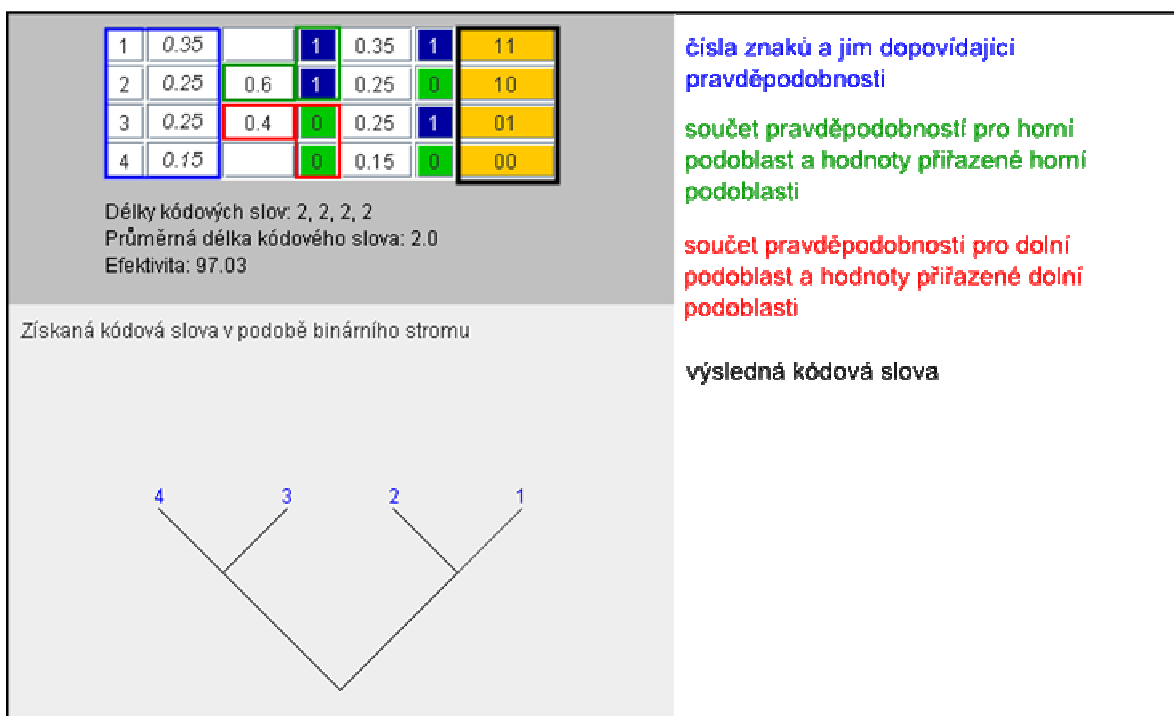 1 0.35 1 0.35 1 11
2 0.25 0.6 1 0.25 0 10
3 0.25 0.4 0 0.25 1 01
4 0.15 0 0.15 0 00
Délky kódových slov: 2, 2, 2, 2
Průměrná délka kódového slova: 2.0
Efektivita: 97.03
čísla znaků a jim dopovídající
pravděpodobnosti
součet pravděpodobností pro horní
podoblast a hodnoty přiřazené horní
podoblasti
součet pravděpodobností pro dolní
podoblast a hodnoty přiřazené dolní
podoblasti
výsledná kódová slova
Získaná kódová slova v podobě binárního stromu
4 3 2 1